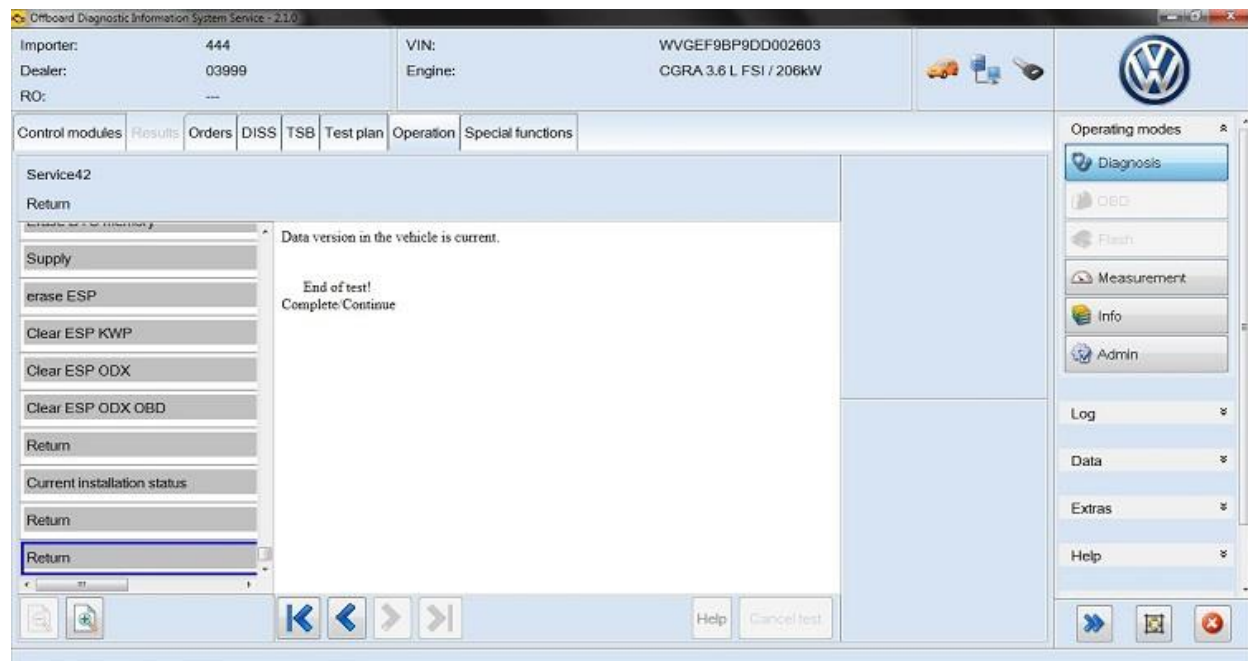 Offboard Diagnostic Information System Service - 2.1.0
Importer: 444 VIN: WVGEF9BP9DD002603
Dealer: 03999 Engine: CGRA 3.6 L FSI / 206kW
RO: ---
Control modules Results Orders DISS TSB Test plan Operation Special functions
Service42
Return
Erase DTC memory
Supply
erase ESP
Clear ESP KWP
Clear ESP ODX
Clear ESP ODX OBD
Return
Current installation status
Return
Return
Data version in the vehicle is current.
End of test!
Complete/Continue
Help Cancel test
Operating modes
Diagnosis
OBD
Flash
Measurement
Info
Admin
Log
Data
Extras
Help